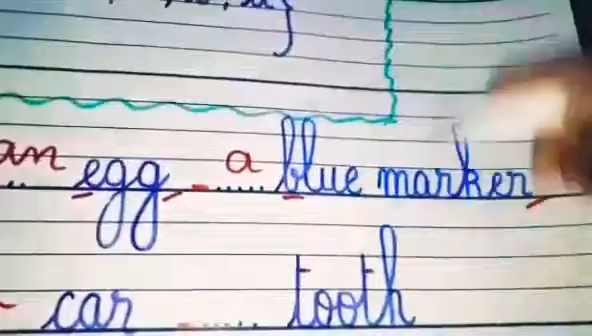 an egg - a ..... blue marker
- car - ..... tooth